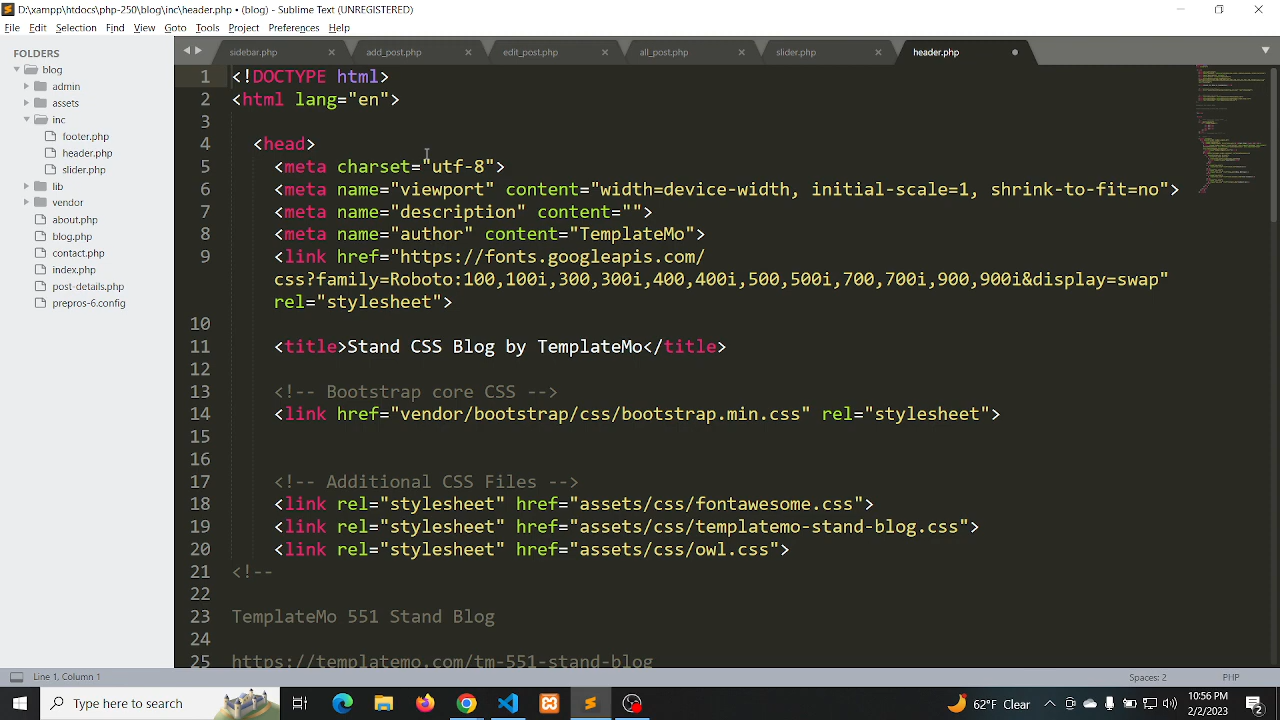 D:\xampp\htdocs\php-250\blog\inc\header.php • (blog) - Sublime Text (UNREGISTERED)
File Edit Selection Find View Goto Tools Project Preferences Help
FOLDERS
blog
admin
assets
inc
footer.php
header.php
slider.php
lib
vendor
about.php
blog.php
contact.php
index.php
post-details.php
prepros-6.config
sidebar.php
add_post.php
edit_post.php
all_post.php
slider.php
header.php
1 <!DOCTYPE html>
2 <html lang="en">
3
4 <head>
5 <meta charset="utf-8">
6 <meta name="viewport" content="width=device-width, initial-scale=1, shrink-to-fit=no">
7 <meta name="description" content="">
8 <meta name="author" content="TemplateMo">
9 <link href="https://fonts.googleapis.com/
css?family=Roboto:100,100i,300,300i,400,400i,500,500i,700,700i,900,900i&display=swap"
rel="stylesheet">
10
11 <title>Stand CSS Blog by TemplateMo</title>
12
13 <!-- Bootstrap core CSS -->
14 <link href="vendor/bootstrap/css/bootstrap.min.css" rel="stylesheet">
15
16
17 <!-- Additional CSS Files -->
18 <link rel="stylesheet" href="assets/css/fontawesome.css">
19 <link rel="stylesheet" href="assets/css/templatemo-stand-blog.css">
20 <link rel="stylesheet" href="assets/css/owl.css">
21 <!--
22
23 TemplateMo 551 Stand Blog
24
25 https://templatemo.com/tm-551-stand-blog
Line 1, Column 1
Spaces: 2
PHP
Type here to search
62°F Clear
10:56 PM
2/2/2023
2